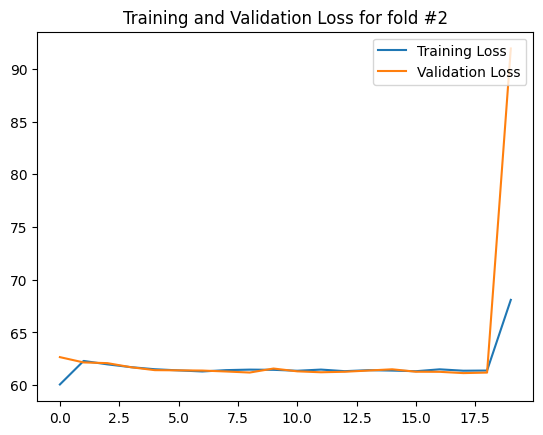 Training and Validation Loss for fold #2
Training Loss
Validation Loss
90
85
80
75
70
65
60
0.0 2.5 5.0 7.5 10.0 12.5 15.0 17.5